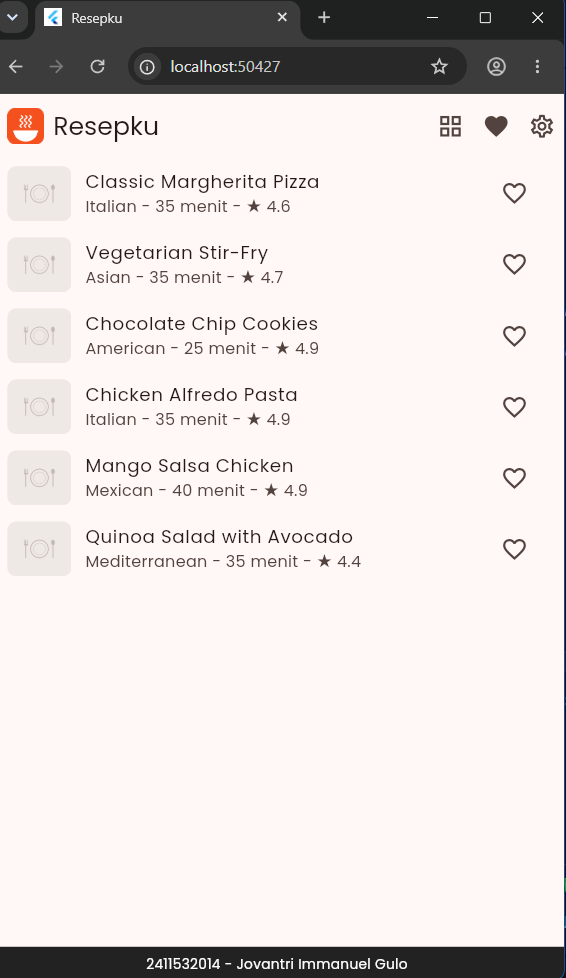 Resepku
localhost:50427
Resepku
Classic Margherita Pizza
Italian - 35 menit - ★ 4.6
Vegetarian Stir-Fry
Asian - 35 menit - ★ 4.7
Chocolate Chip Cookies
American - 25 menit - ★ 4.9
Chicken Alfredo Pasta
Italian - 35 menit - ★ 4.9
Mango Salsa Chicken
Mexican - 40 menit - ★ 4.9
Quinoa Salad with Avocado
Mediterranean - 35 menit - ★ 4.4
2411532014 - Jovantri Immanuel Gulo